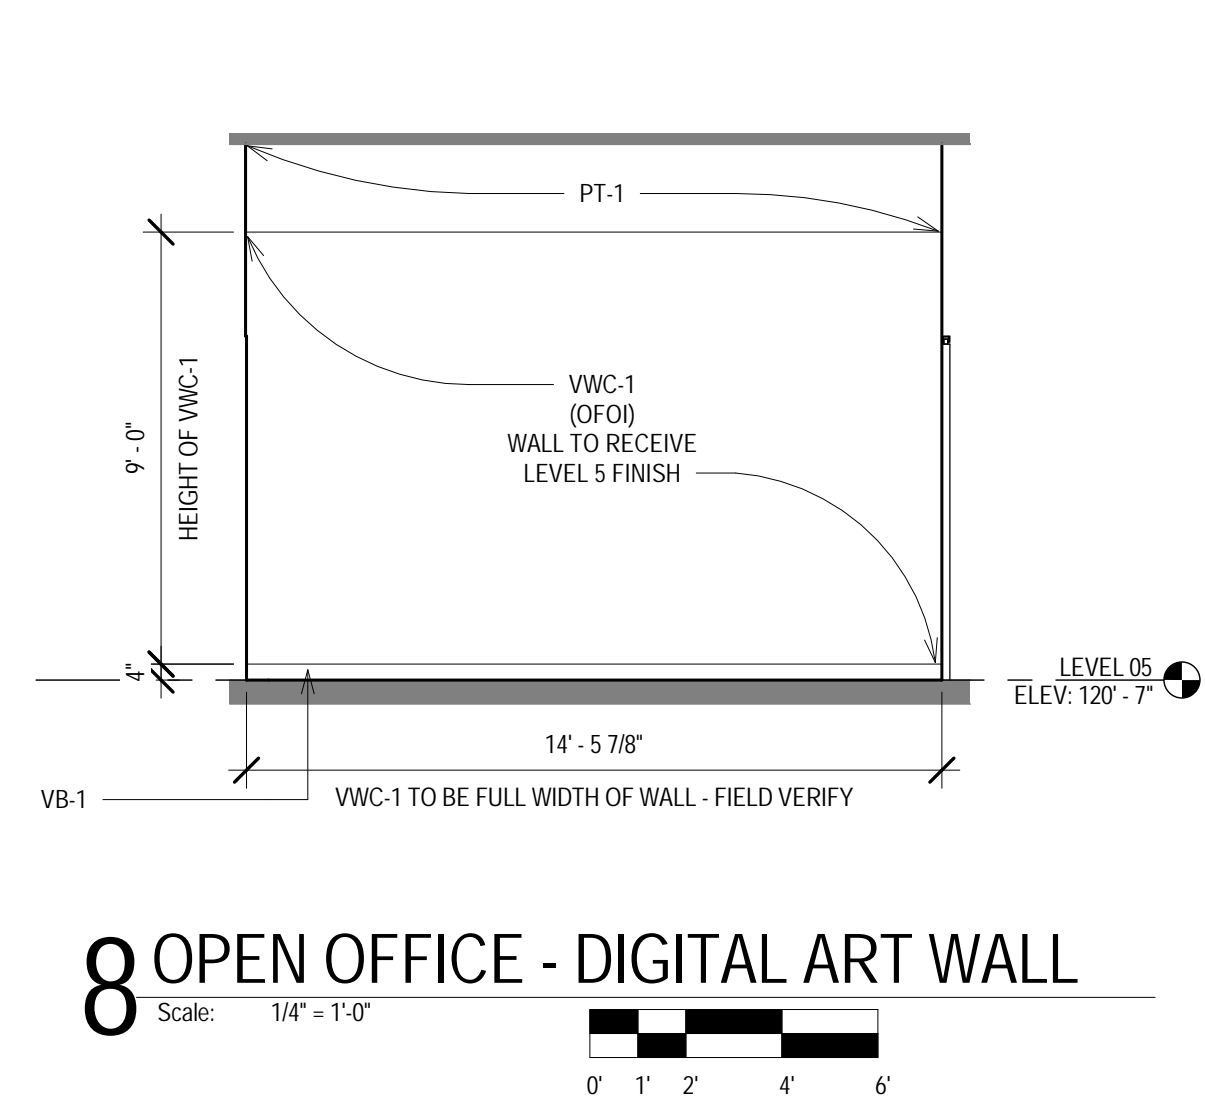 PT-1
9' - 0"
HEIGHT OF VWC-1
VWC-1
(OFOI)
WALL TO RECEIVE
LEVEL 5 FINISH
4"
LEVEL 05
ELEV: 120' - 7"
14' - 5 7/8"
VB-1
VWC-1 TO BE FULL WIDTH OF WALL - FIELD VERIFY
8 OPEN OFFICE - DIGITAL ART WALL
Scale: 1/4" = 1'-0"
0' 1' 2' 4' 6'